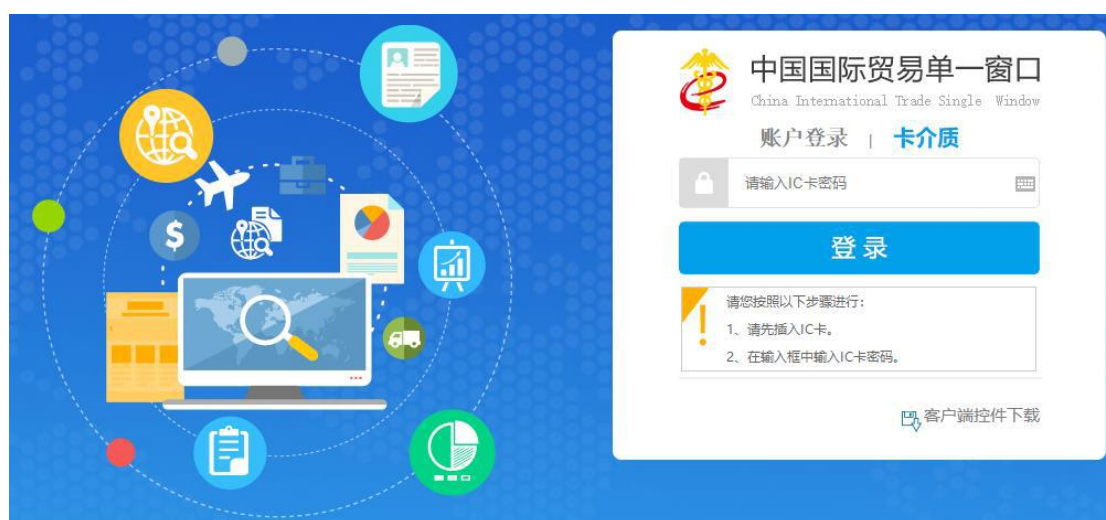 中国国际贸易单一窗口
China International Trade Single Window
账户登录 | 卡介质
请输入IC卡密码
登录
请您按照以下步骤进行：
1、请先插入IC卡。
2、在输入框中输入IC卡密码。
客户端控件下载
$